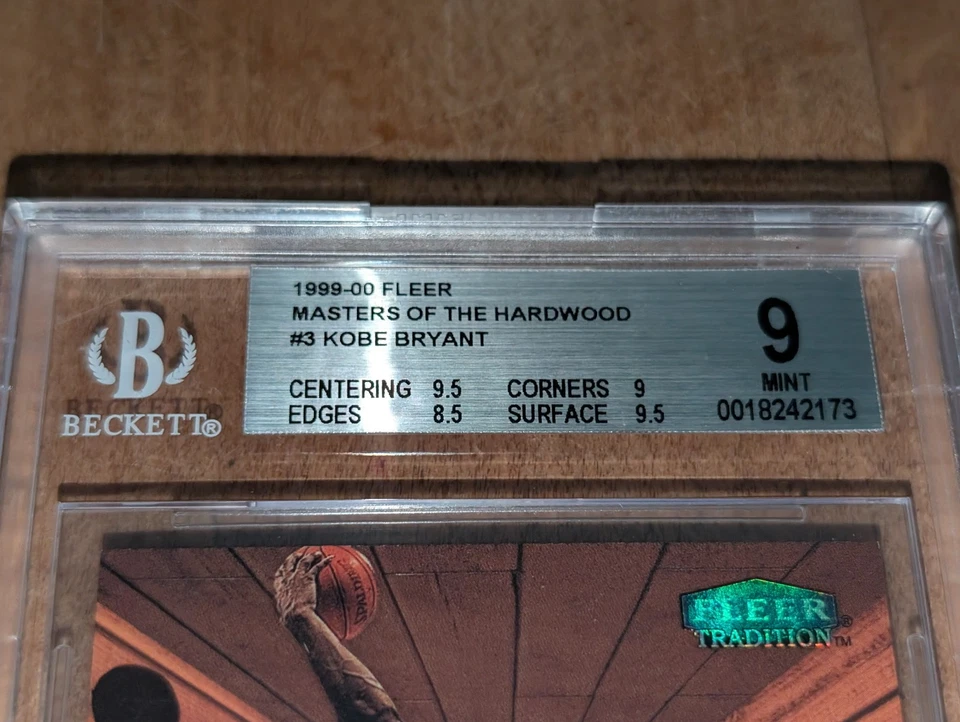 1999-00 FLEER
MASTERS OF THE HARDWOOD
#3 KOBE BRYANT
CENTERING 9.5 CORNERS 9
EDGES 8.5 SURFACE 9.5
9
MINT
0018242173
B
BECKETT®
SPALDING
FLEER®
TRADITION™